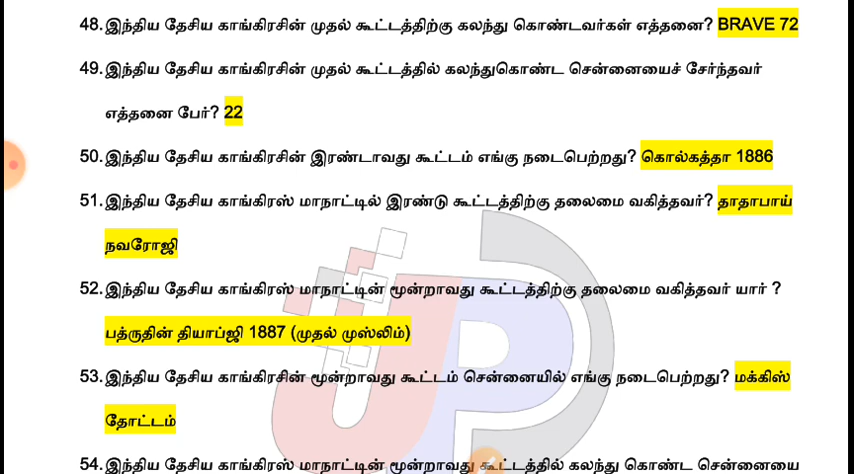 48.இந்திய தேசிய காங்கிரசின் முதல் கூட்டத்திற்கு கலந்து கொண்டவர்கள் எத்தனை? BRAVE 72
49.இந்திய தேசிய காங்கிரசின் முதல் கூட்டத்தில் கலந்துகொண்ட சென்னையைச் சேர்ந்தவர்
எத்தனை பேர்? 22
50.இந்திய தேசிய காங்கிரசின் இரண்டாவது கூட்டம் எங்கு நடைபெற்றது? கொல்கத்தா 1886
51.இந்திய தேசிய காங்கிரஸ் மாநாட்டில் இரண்டு கூட்டத்திற்கு தலைமை வகித்தவர்? தாதாபாய்
நவரோஜி
52.இந்திய தேசிய காங்கிரஸ் மாநாட்டின் மூன்றாவது கூட்டத்திற்கு தலைமை வகித்தவர் யார் ?
பத்ருதின் தியாப்ஜி 1887 (முதல் முஸ்லிம்)
53.இந்திய தேசிய காங்கிரசின் மூன்றாவது கூட்டம் சென்னையில் எங்கு நடைபெற்றது? மக்கிஸ்
தோட்டம்
54.இந்திய தேசிய காங்கிரஸ் மாநாட்டின் மூன்றாவது கூட்டத்தில் கலந்து கொண்ட சென்னையை